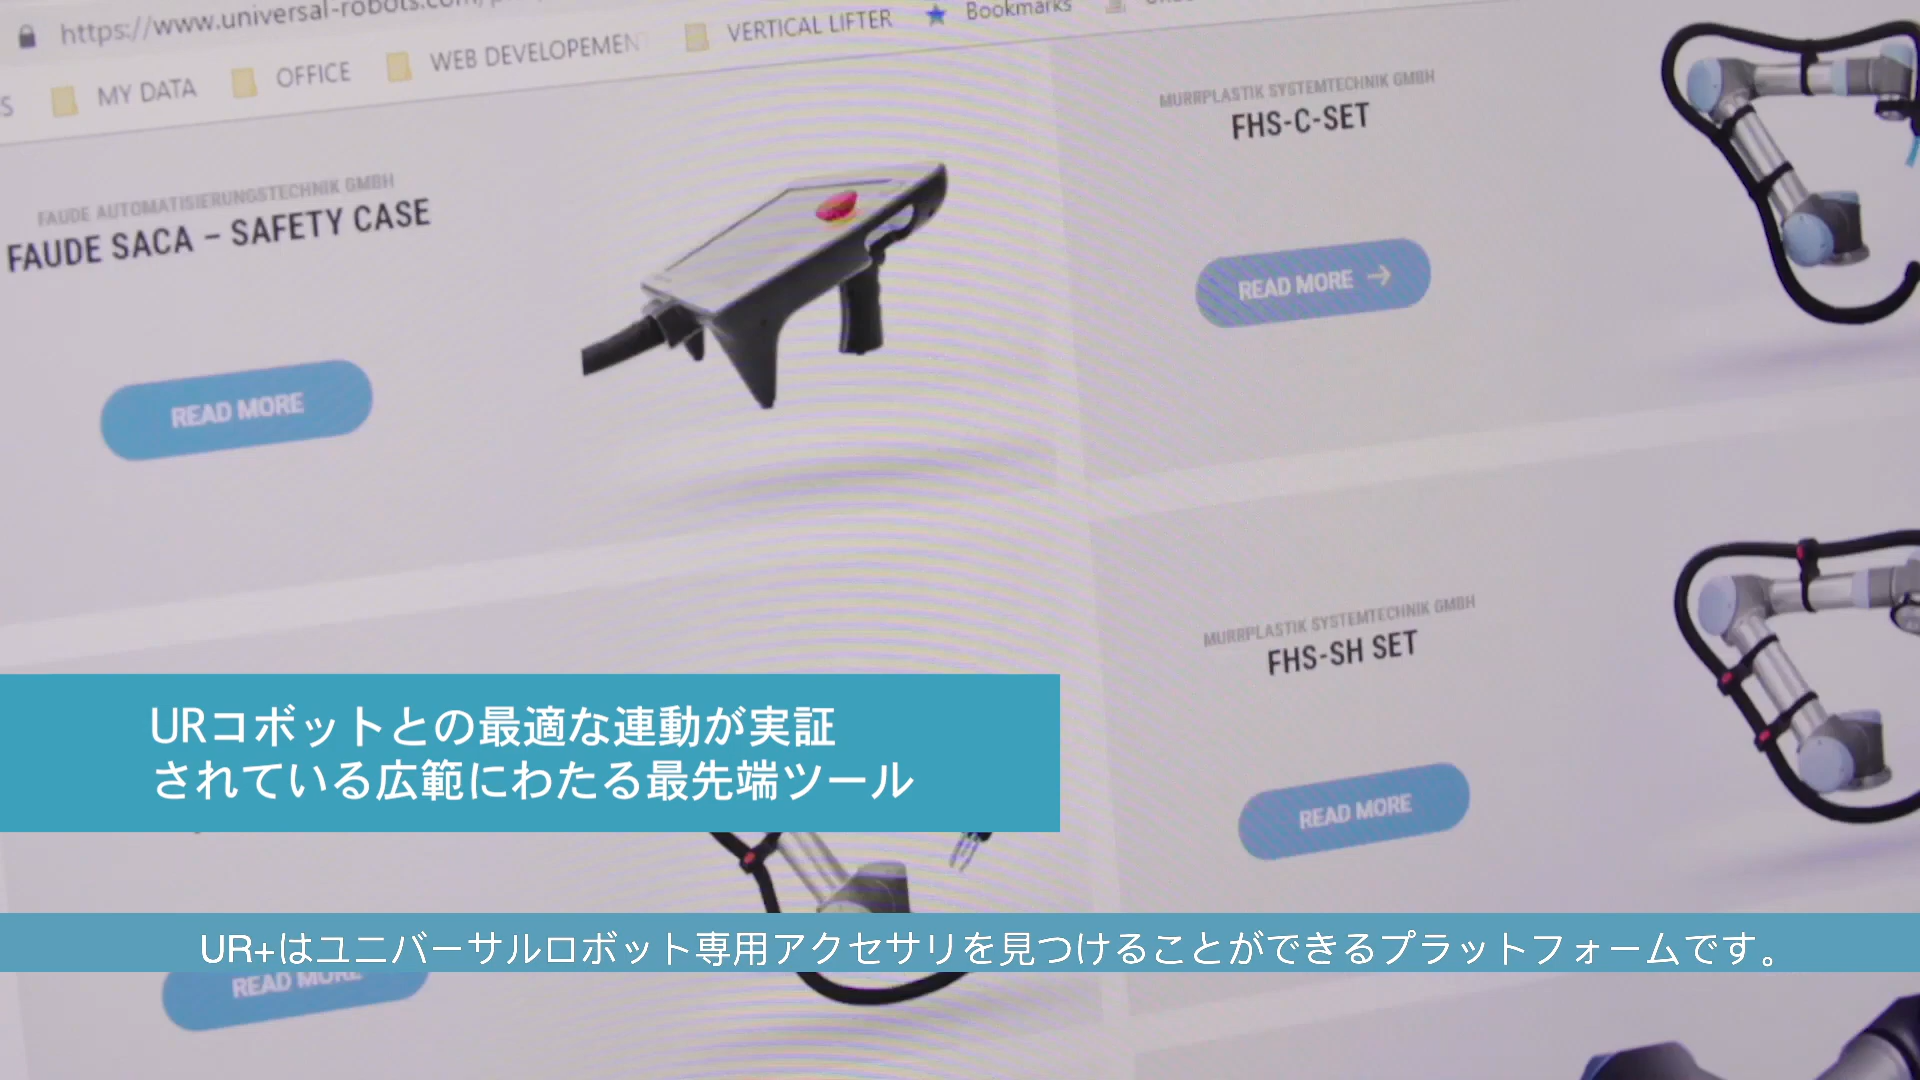 https://www.universal-robots.com/
MY DATA
OFFICE
WEB DEVELOPEMEN
VERTICAL LIFTER
Bookmarks
FAUDE AUTOMATISIERUNGSTECHNIK GMBH
FAUDE SACA – SAFETY CASE
READ MORE
MURRPLASTIK SYSTEMTECHNIK GMBH
FHS-C-SET
READ MORE →
MURRPLASTIK SYSTEMTECHNIK GMBH
FHS-SH SET
READ MORE
URコボットとの最適な連動が実証
されている広範にわたる最先端ツール
UR+はユニバーサルロボット専用アクセサリを見つけることができるプラットフォームです。
READ MORE